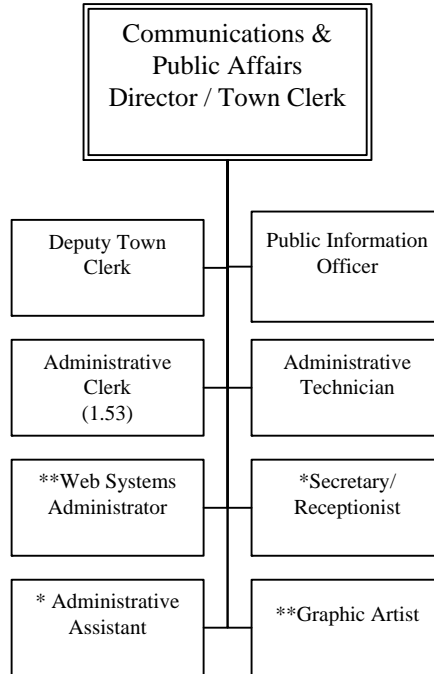 Communications &
Public Affairs
Director / Town Clerk
Deputy Town
Clerk
Public Information
Officer
Administrative
Clerk
(1.53)
Administrative
Technician
**Web Systems
Administrator
*Secretary/
Receptionist
* Administrative
Assistant
**Graphic Artist